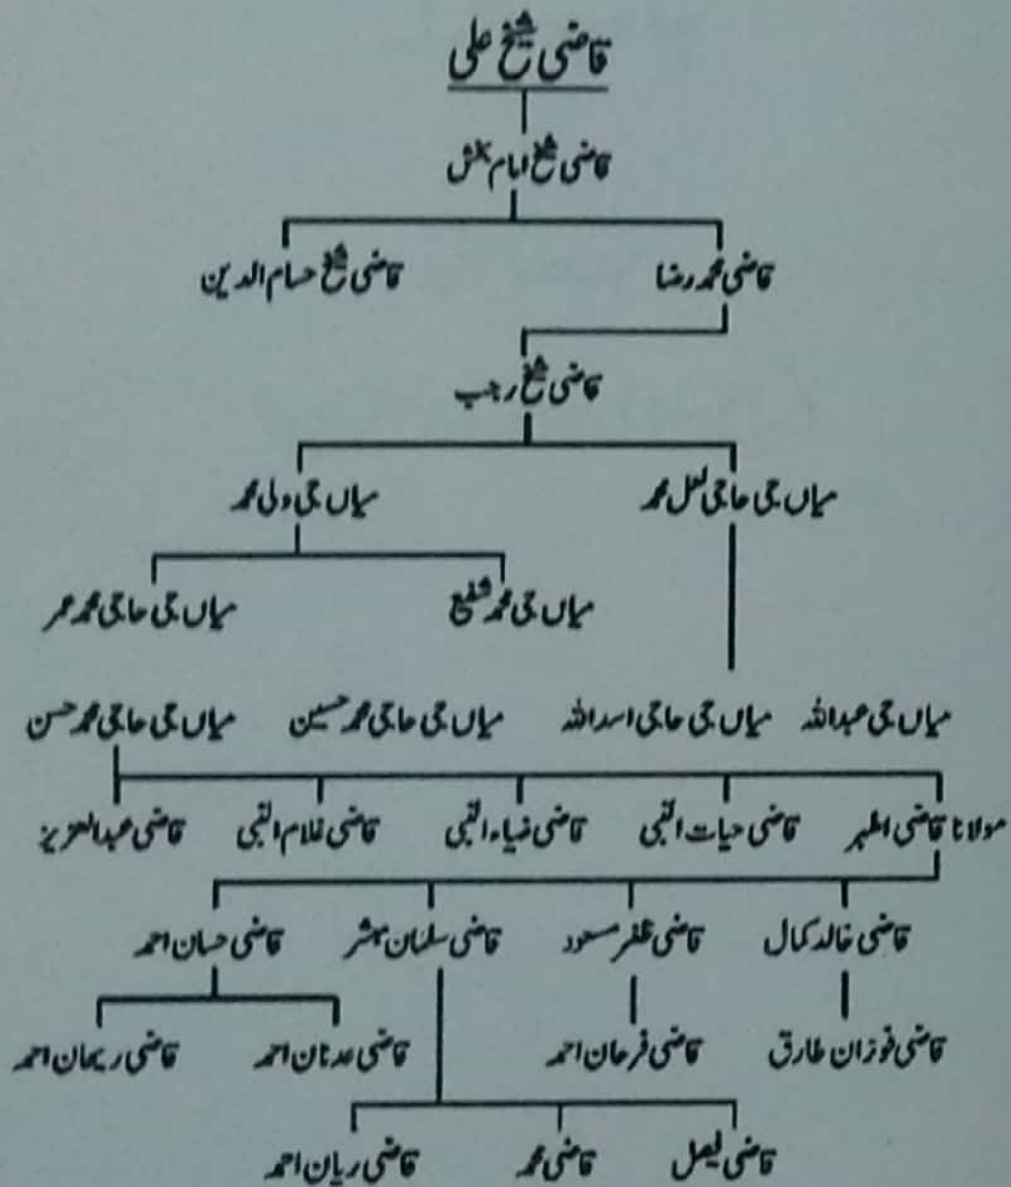 قاضی شیخ علی
قاضی شیخ امام بخش
قاضی محمد رضا قاضی شیخ حسام الدین
قاضی شیخ رجب
میاں جی حاجی لعل محمد میاں جی ولی محمد
میاں جی محمد شفیع میاں جی حاجی محمد عمر
میاں جی عبداللہ میاں جی حاجی اسد اللہ میاں جی حاجی محمد حسین میاں جی حاجی محمد حسن
مولانا قاضی اطہر قاضی حیات النبی قاضی ضیاء النبی قاضی غلام النبی قاضی عبدالعزیز
قاضی خالد کمال قاضی ظفر مسعود قاضی سلمان مبشر قاضی حسان احمد
قاضی فوزان طارق قاضی فرحان احمد قاضی عدنان احمد قاضی ریحان احمد
قاضی فیصل قاضی محمد قاضی ریان احمد